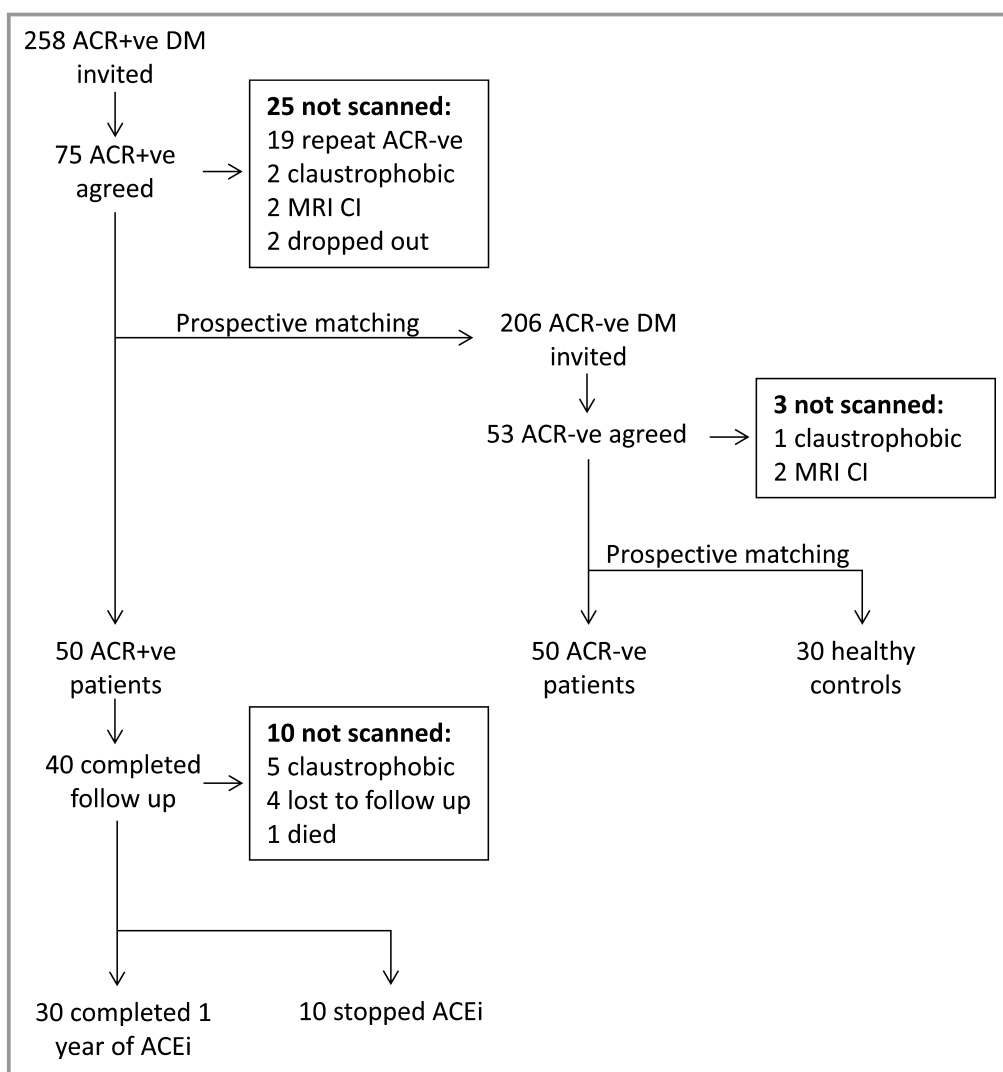 258 ACR+ve DM
invited
75 ACR+ve
agreed
25 not scanned:
19 repeat ACR-ve
2 claustrophobic
2 MRI CI
2 dropped out
Prospective matching
206 ACR-ve DM
invited
53 ACR-ve agreed
3 not scanned:
1 claustrophobic
2 MRI CI
Prospective matching
50 ACR+ve
patients
50 ACR-ve
patients
30 healthy
controls
40 completed
follow up
10 not scanned:
5 claustrophobic
4 lost to follow up
1 died
30 completed 1
year of ACEi
10 stopped ACEi